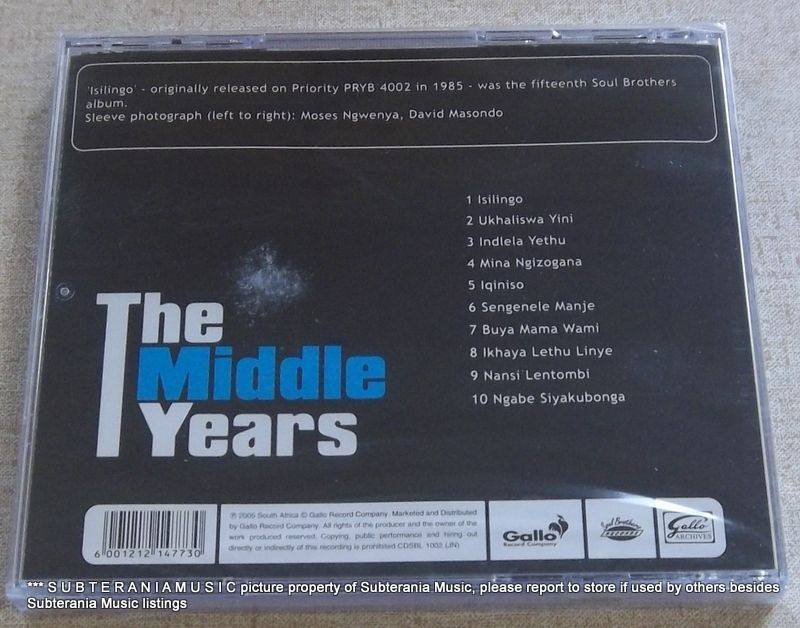 'Isilingo' - originally released on Priority PRYB 4002 in 1985 - was the fifteenth Soul Brothers
album.
Sleeve photograph (left to right): Moses Ngwenya, David Masondo
1 Isilingo
2 Ukhaliswa Yini
3 Indlela Yethu
4 Mina Ngizogana
5 Iqiniso
6 Sengenele Manje
7 Buya Mama Wami
8 Ikhaya Lethu Linye
9 Nansi Lentombi
10 Ngabe Siyakubonga
The
Middle
Years
6 001212 147730
℗ 2005 South Africa © Gallo Record Company. Marketed and Distributed
by Gallo Record Company. All rights of the producer and the owner of the
work produced reserved. Copying, public performance and hiring out
directly or indirectly of this recording is prohibited CDSBL 1002 (JN)
Gallo
Record Company
Soul Brothers
RECORDS
Gallo
ARCHIVES
*** S U B T E R A N I A M U S I C picture property of Subterania Music, please report to store if used by others besides
Subterania Music listings